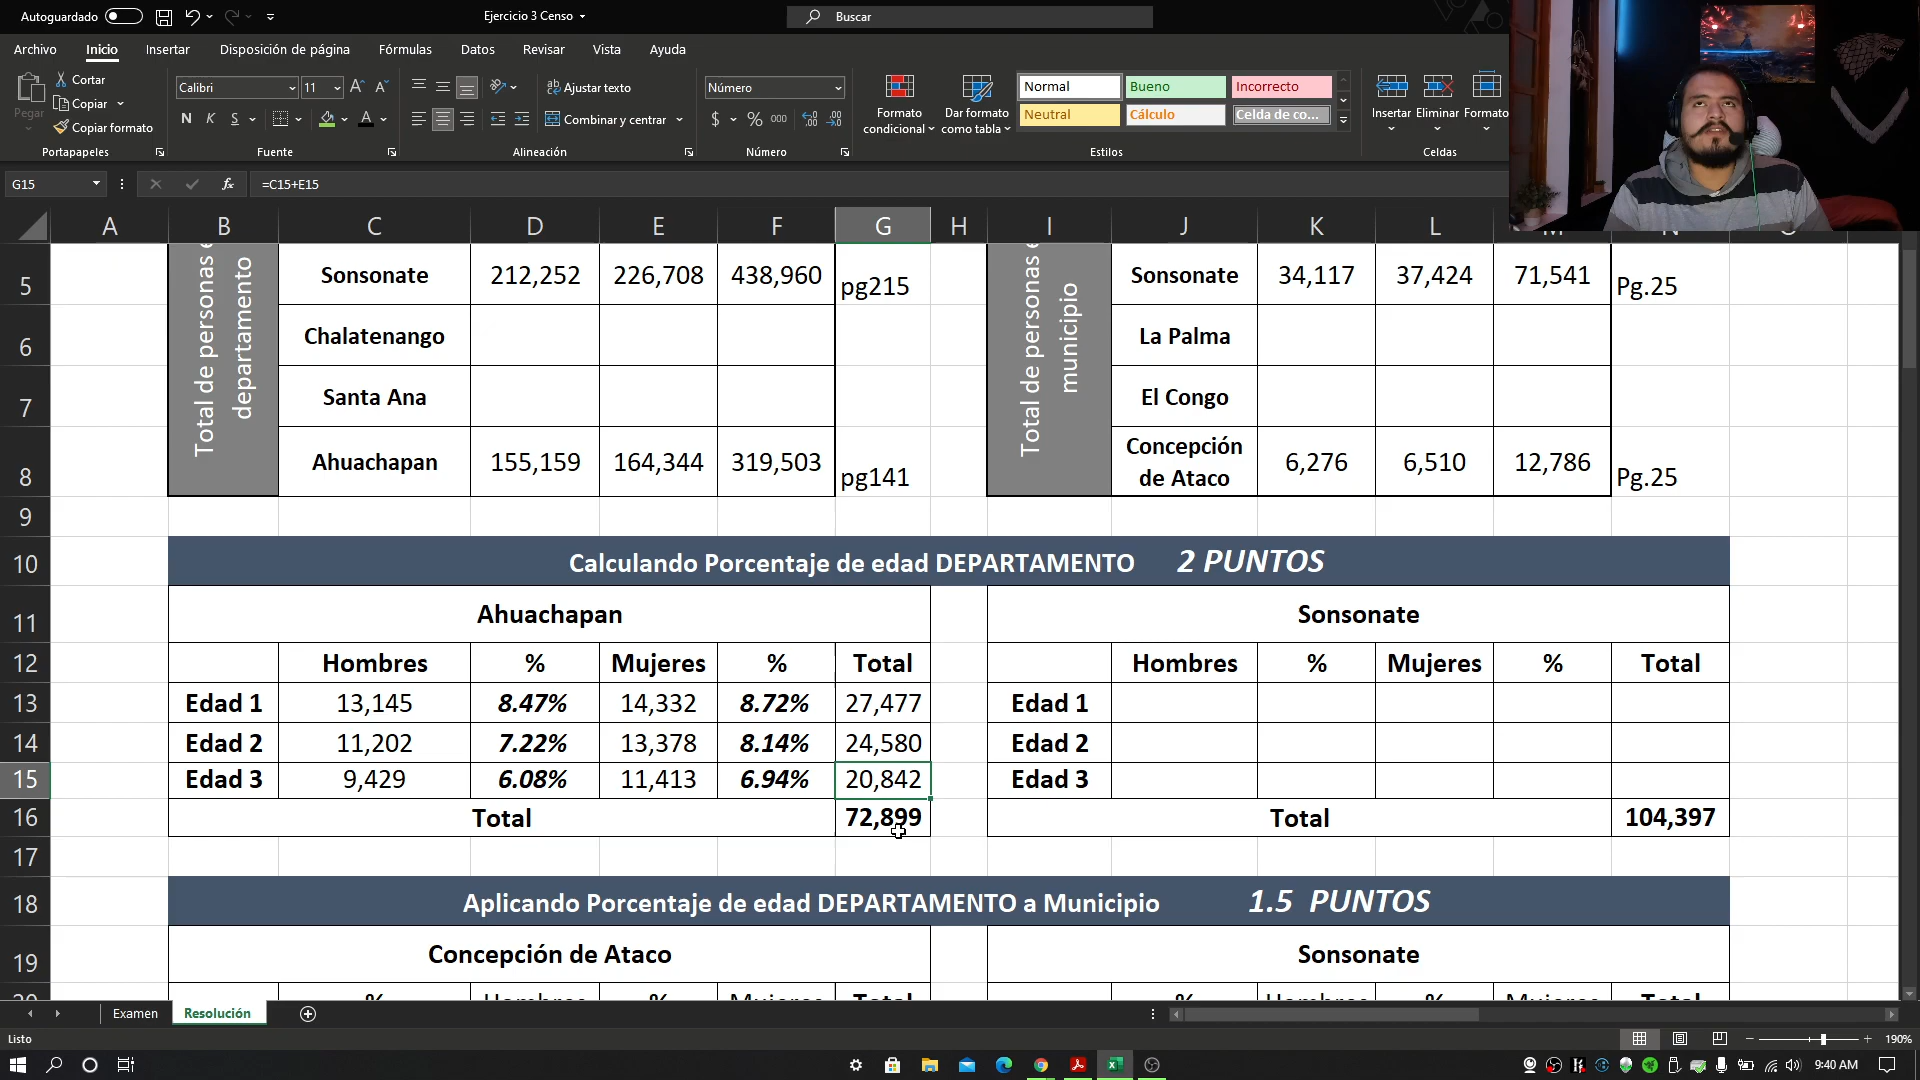 Autoguardado
Ejercicio 3 Censo
Buscar
Archivo Inicio Insertar Disposición de página Fórmulas Datos Revisar Vista Ayuda
Pegar
Cortar
Copiar
Copiar formato
Portapapeles
Calibri 11
N K S
Fuente
Ajustar texto
Combinar y centrar
Alineación
Número
$ % 000
Número
Formato condicional
Dar formato como tabla
Normal Bueno Incorrecto
Neutral Cálculo Celda de co...
Estilos
Insertar Eliminar Formato
Celdas
G15 fx =C15+E15
A B C D E F G H I J K L M N
5 6 7 8 9 10 11 12 13 14 15 16 17 18 19
Total de personas
departamento
Sonsonate 212,252 226,708 438,960 pg215
Chalatenango
Santa Ana
Ahuachapan 155,159 164,344 319,503 pg141
Total de personas
municipio
Sonsonate 34,117 37,424 71,541 Pg.25
La Palma
El Congo
Concepción
de Ataco 6,276 6,510 12,786 Pg.25
Calculando Porcentaje de edad DEPARTAMENTO 2 PUNTOS
Ahuachapan
Hombres % Mujeres % Total
Edad 1 13,145 8.47% 14,332 8.72% 27,477
Edad 2 11,202 7.22% 13,378 8.14% 24,580
Edad 3 9,429 6.08% 11,413 6.94% 20,842
Total 72,899
Sonsonate
Hombres % Mujeres % Total
Edad 1
Edad 2
Edad 3
Total 104,397
Aplicando Porcentaje de edad DEPARTAMENTO a Municipio 1.5 PUNTOS
Concepción de Ataco
Sonsonate
% Hombres % Mujeres Total
% Hombres % Mujeres Total
Examen Resolución
Listo
190%
9:40 AM